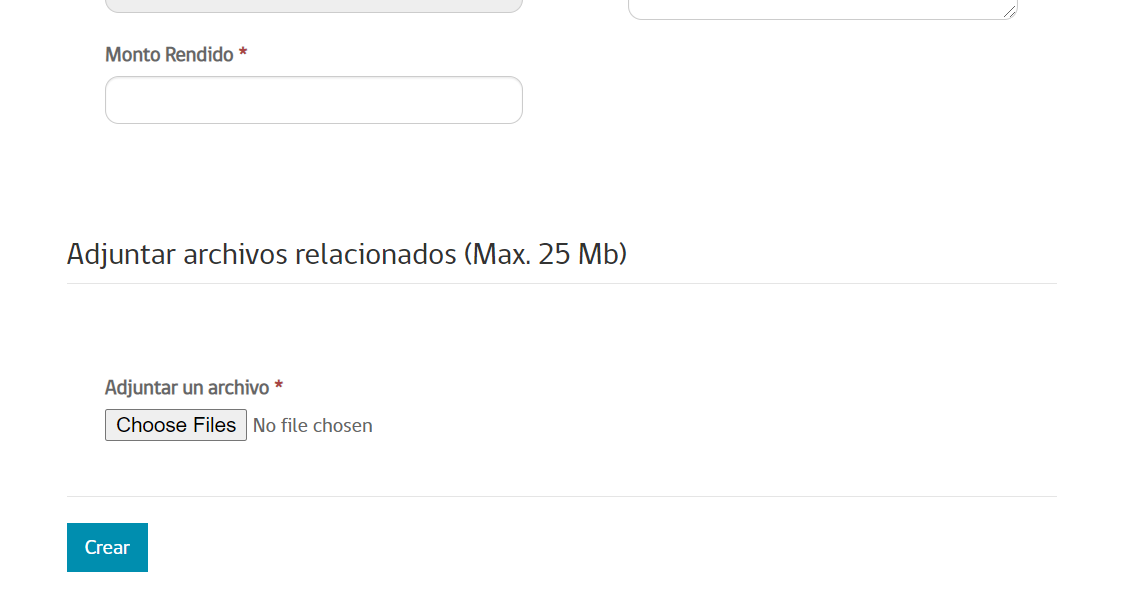 Monto Rendido *
Adjuntar archivos relacionados (Max. 25 Mb)
Adjuntar un archivo *
Choose Files No file chosen
Crear